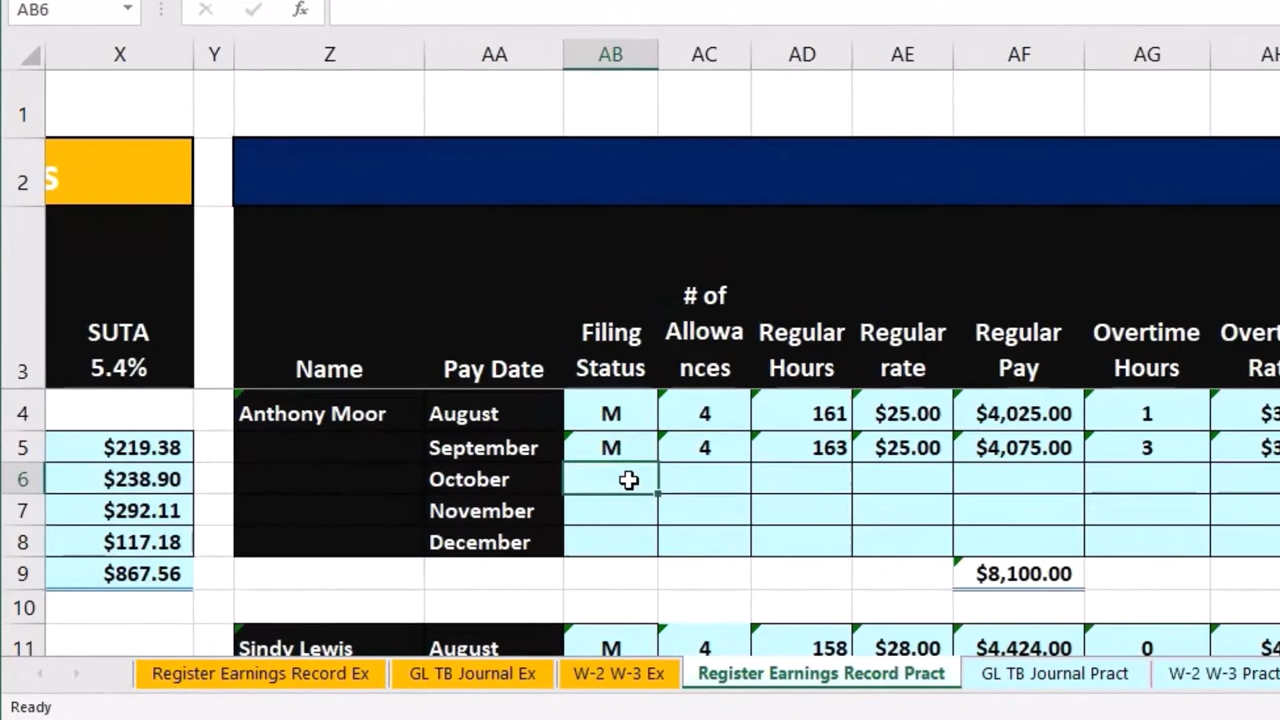 AB6 fx
X Y Z AA AB AC AD AE AF AG
1
2 S
# of
SUTA Filing Allowa Regular Regular Regular Overtime
3 5.4% Name Pay Date Status nces Hours rate Pay Hours
4 Anthony Moor August M 4 161 $25.00 $4,025.00 1
5 $219.38 September M 4 163 $25.00 $4,075.00 3
6 $238.90 October
7 $292.11 November
8 $117.18 December
9 $867.56 $8,100.00
10
11 Sindy Lewis August M 4 158 $28.00 $4,424.00 0
Register Earnings Record Ex GL TB Journal Ex W-2 W-3 Ex Register Earnings Record Pract GL TB Journal Pract W-2 W-3 Pract
Ready